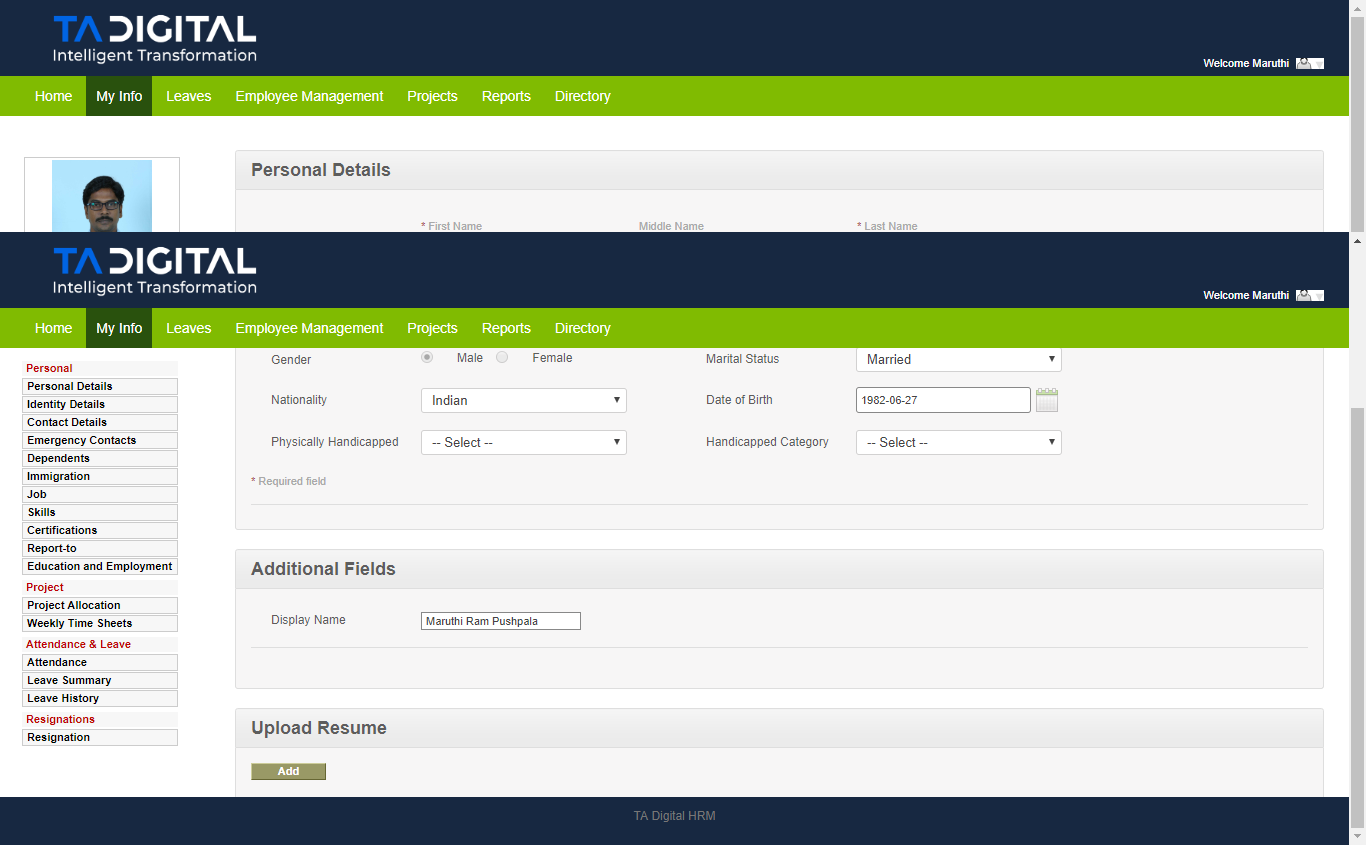 TA DIGITAL
Intelligent Transformation
Welcome Maruthi
Home My Info Leaves Employee Management Projects Reports Directory
Personal Details
* First Name Middle Name * Last Name
TA DIGITAL
Intelligent Transformation
Welcome Maruthi
Home My Info Leaves Employee Management Projects Reports Directory
Personal
Personal Details
Identity Details
Contact Details
Emergency Contacts
Dependents
Immigration
Job
Skills
Certifications
Report-to
Education and Employment
Project
Project Allocation
Weekly Time Sheets
Attendance & Leave
Attendance
Leave Summary
Leave History
Resignations
Resignation
Gender Male Female Marital Status Married
Nationality Indian Date of Birth 1982-06-27
Physically Handicapped -- Select -- Handicapped Category -- Select --
* Required field
Additional Fields
Display Name Maruthi Ram Pushpala
Upload Resume
Add
TA Digital HRM